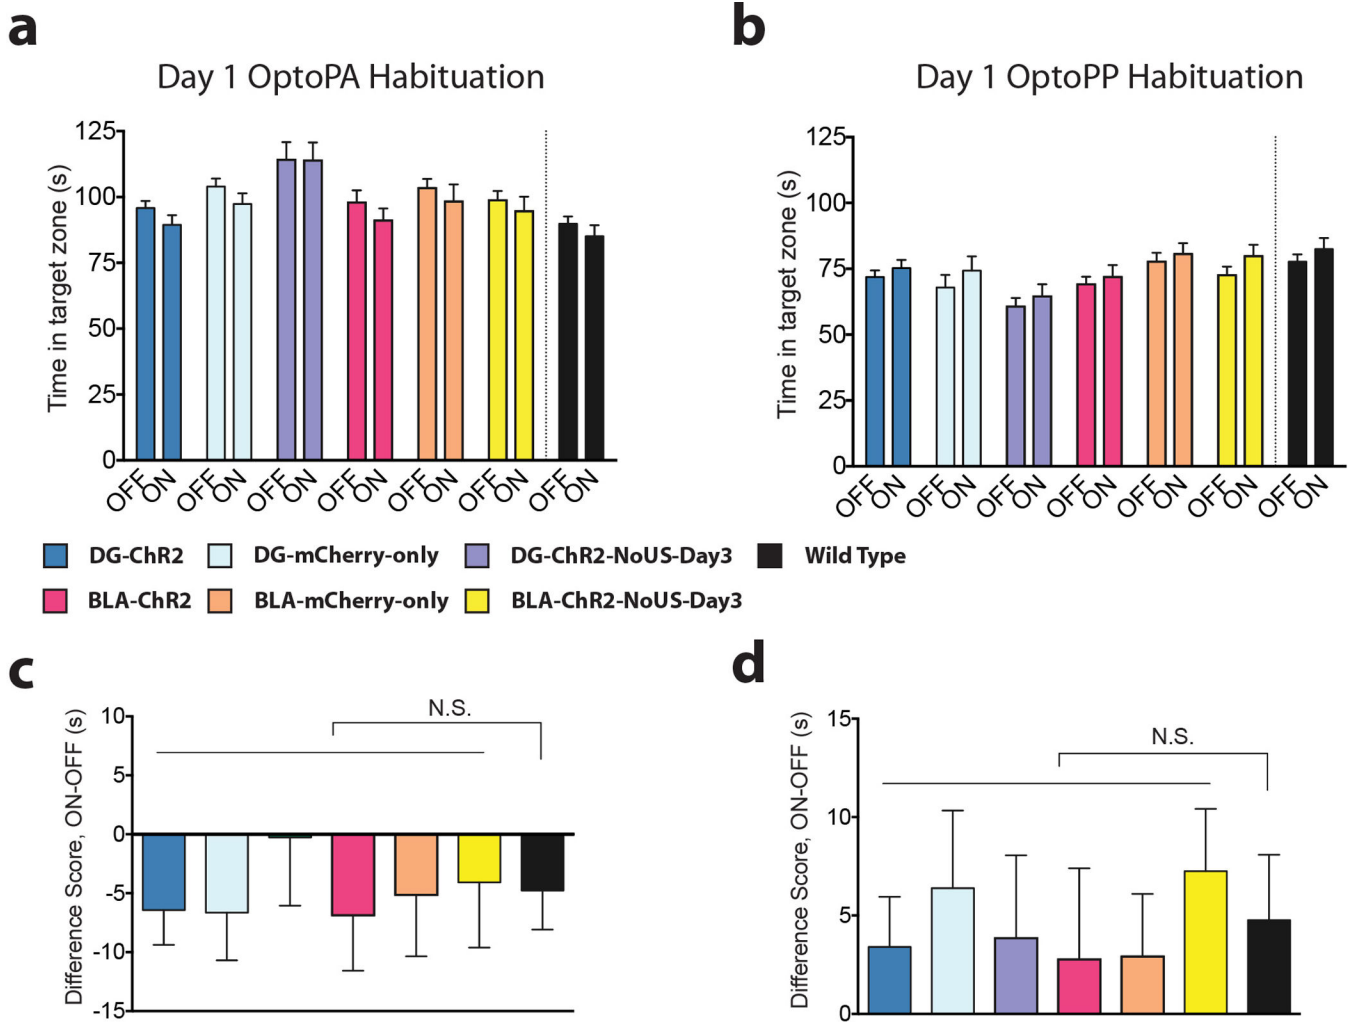 a
Day 1 OptoPA Habituation
Time in target zone (s)
125
100
75
50
25
0
OFF ON OFF ON OFF ON OFF ON OFF ON OFF ON OFF ON
b
Day 1 OptoPP Habituation
Time in target zone (s)
125
100
75
50
25
0
OFF ON OFF ON OFF ON OFF ON OFF ON OFF ON OFF ON
DG-ChR2 DG-mCherry-only DG-ChR2-NoUS-Day3 Wild Type
BLA-ChR2 BLA-mCherry-only BLA-ChR2-NoUS-Day3
c
Difference Score, ON-OFF (s)
10
5
0
-5
-10
-15
N.S.
d
Difference Score, ON-OFF (s)
15
10
5
0
N.S.